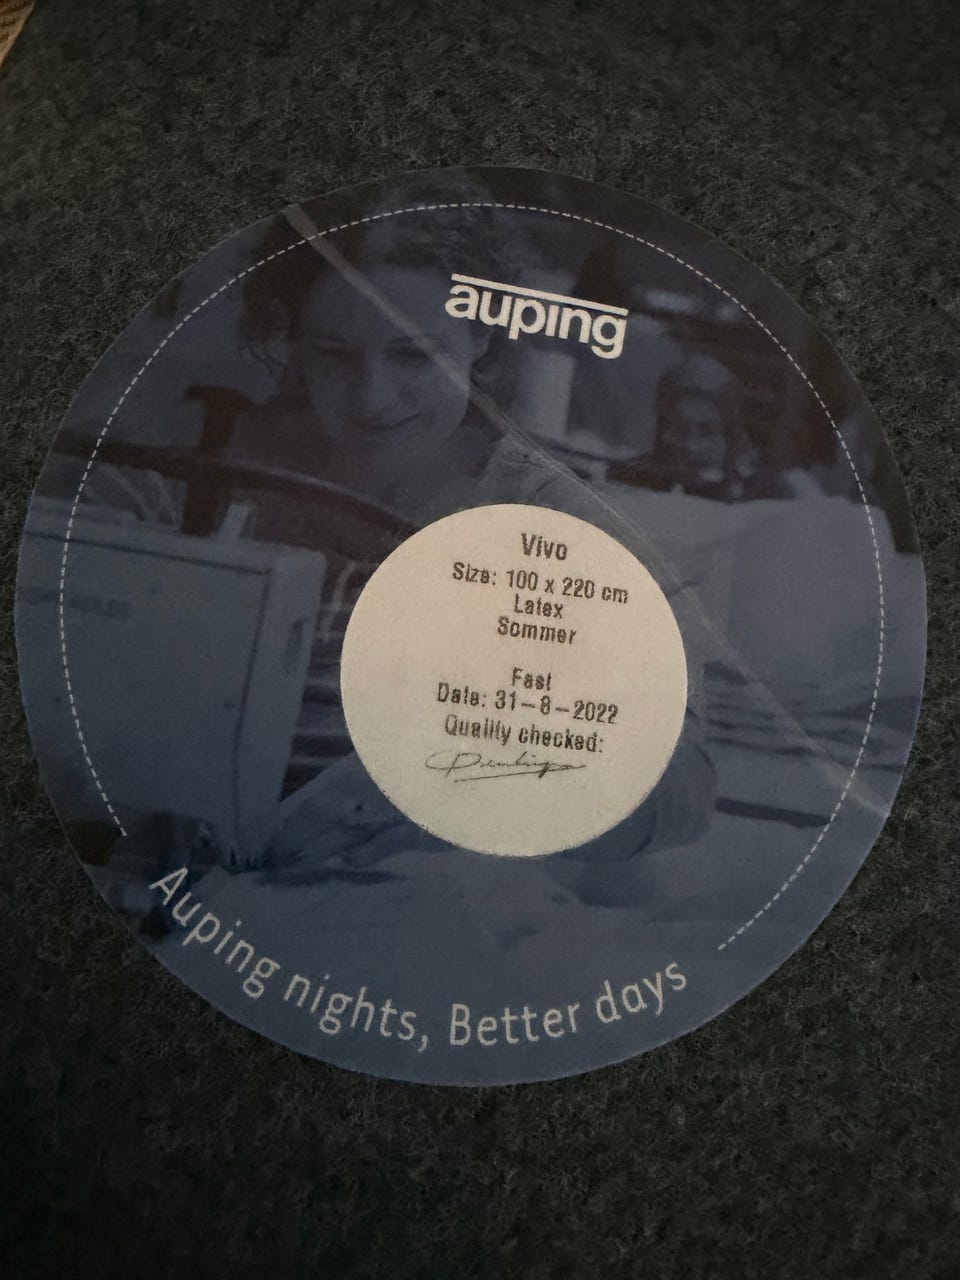 auping
Vivo
Size: 100 x 220 cm
Latex
Sommer
Fast
Date: 31-8-2022
Quality checked:
Auping nights, Better days